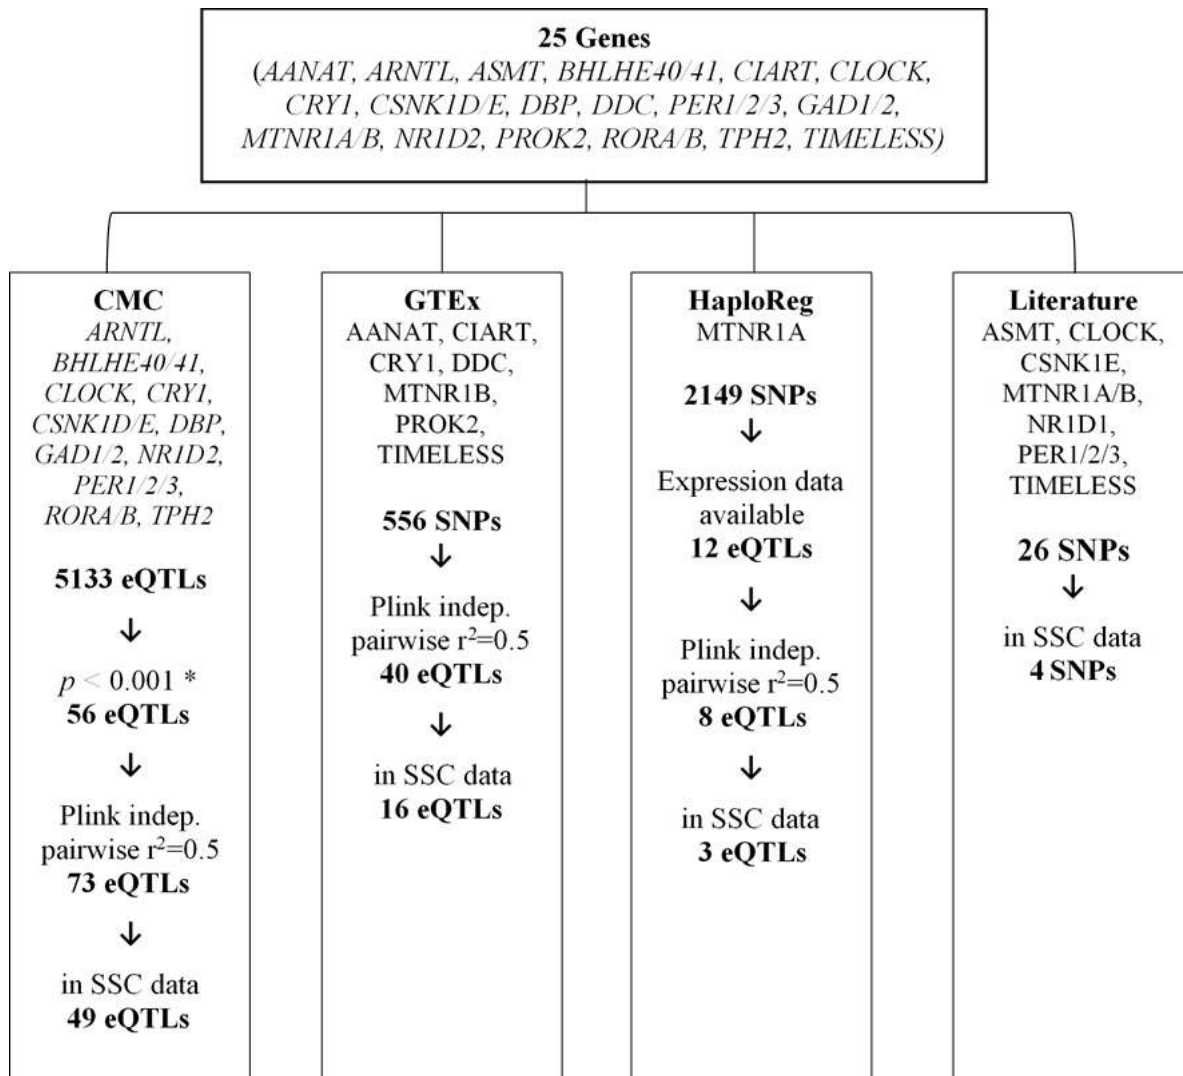 25 Genes
(AANAT, ARNTL, ASMT, BHLHE40/41, CIART, CLOCK,
CRY1, CSNK1D/E, DBP, DDC, PER1/2/3, GAD1/2,
MTNR1A/B, NR1D2, PROK2, RORA/B, TPH2, TIMELESS)
CMC
ARNTL,
BHLHE40/41,
CLOCK, CRY1,
CSNK1D/E, DBP,
GAD1/2, NR1D2,
PER1/2/3,
RORA/B, TPH2
5133 eQTLs
↓
p < 0.001 *
56 eQTLs
↓
Plink indep.
pairwise r²=0.5
73 eQTLs
↓
in SSC data
49 eQTLs
GTEx
AANAT, CIART,
CRY1, DDC,
MTNR1B,
PROK2,
TIMELESS
556 SNPs
↓
Plink indep.
pairwise r²=0.5
40 eQTLs
↓
in SSC data
16 eQTLs
HaploReg
MTNR1A
2149 SNPs
↓
Expression data
available
12 eQTLs
↓
Plink indep.
pairwise r²=0.5
8 eQTLs
↓
in SSC data
3 eQTLs
Literature
ASMT, CLOCK,
CSNK1E,
MTNR1A/B,
NR1D1,
PER1/2/3,
TIMELESS
26 SNPs
↓
in SSC data
4 SNPs